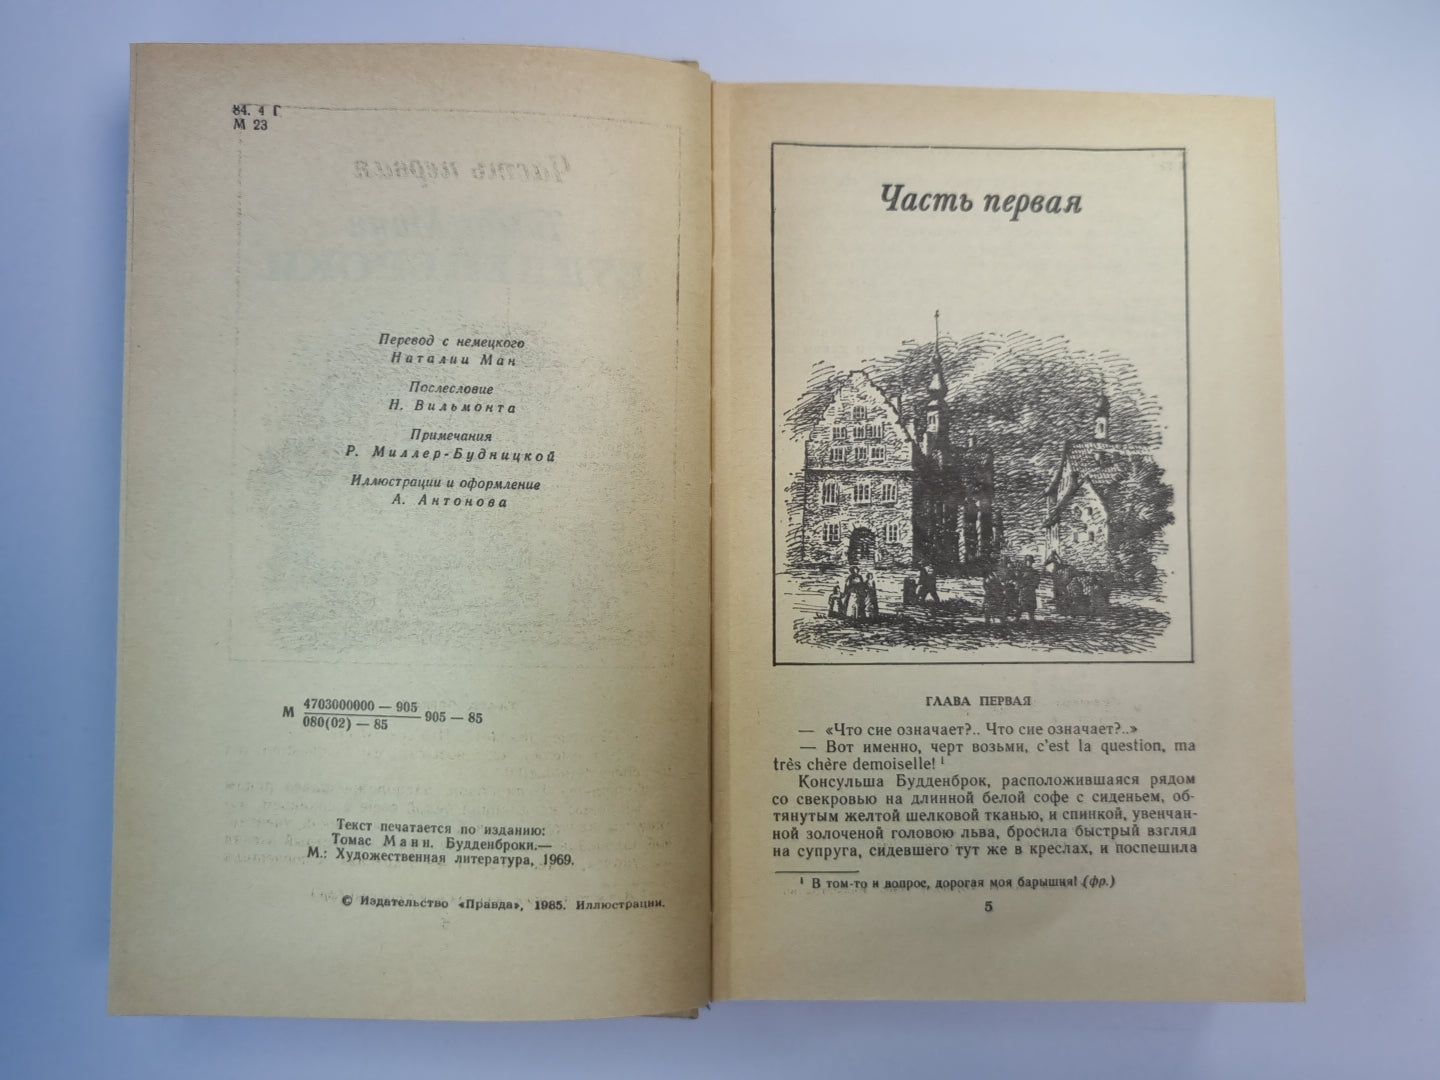 84. 4 Г
М 23
Перевод с немецкого
Наталии Ман
Послесловие
Н. Вильмонта
Примечания
Р. Миллер-Будницкой
Иллюстрации и оформление
А. Антонова
М 4703000000 — 905
080(02) — 85
905 — 85
Текст печатается по изданию:
Томас Манн. Будденброки.—
М.: Художественная литература, 1969.
© Издательство «Правда», 1985. Иллюстрации.
Часть первая
ГЛАВА ПЕРВАЯ
— «Что сие означает?.. Что сие означает?..»
— Вот именно, черт возьми, c'est la question, ma
très chère demoiselle! ¹
Консульша Будденброк, расположившаяся рядом
со свекровью на длинной белой софе с сиденьем, об-
тянутым желтой шелковой тканью, и спинкой, увенчан-
ной золоченой головою льва, бросила быстрый взгляд
на супруга, сидевшего тут же в креслах, и поспешила
¹ В том-то и вопрос, дорогая моя барышня! (фр.)
5